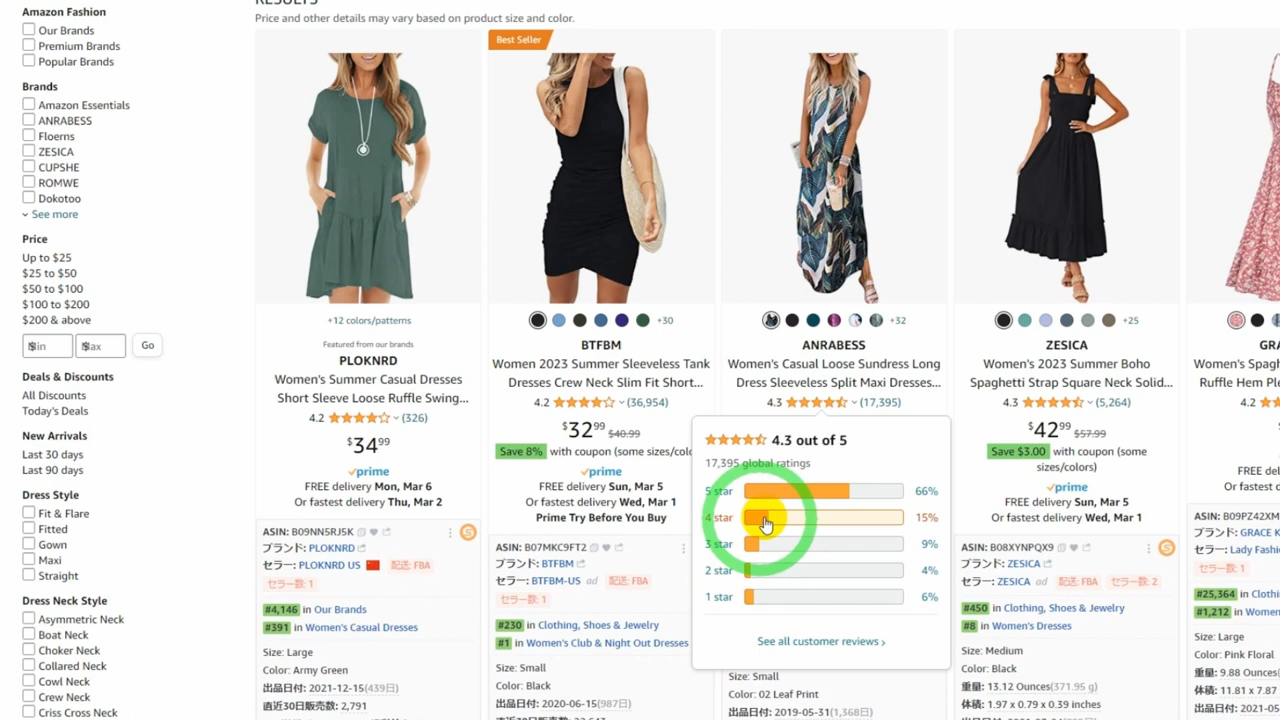 Amazon Fashion
Our Brands
Premium Brands
Popular Brands
Brands
Amazon Essentials
ANRABESS
Floerns
ZESICA
CUPSHE
ROMWE
Dokotoo
See more
Price
Up to $25
$25 to $50
$50 to $100
$100 to $200
$200 & above
Go
Deals & Discounts
All Discounts
Today's Deals
New Arrivals
Last 30 days
Last 90 days
Dress Style
Fit & Flare
Fitted
Gown
Maxi
Straight
Dress Neck Style
Asymmetric Neck
Boat Neck
Choker Neck
Collared Neck
Cowl Neck
Crew Neck
Criss Cross Neck
RESULTS
Price and other details may vary based on product size and color.
+12 colors/patterns
Featured from our brands
PLOKNRD
Women's Summer Casual Dresses
Short Sleeve Loose Ruffle Swing...
4.2 (326)
$34.99
prime
FREE delivery Mon, Mar 6
Or fastest delivery Thu, Mar 2
ASIN: B09NN5RJ5K
ブランド: PLOKNRD
セラー: PLOKNRD US 配送: FBA
セラー数: 1
#4,146 in Our Brands
#391 in Women's Casual Dresses
Size: Large
Color: Army Green
出品日付: 2021-12-15(439日)
直近30日販売数: 2,791
Best Seller
+30
BTFBM
Women 2023 Summer Sleeveless Tank
Dresses Crew Neck Slim Fit Short...
4.2 (36,954)
$32.99 $40.99
Save 8% with coupon (some sizes/colo
prime
FREE delivery Sun, Mar 5
Or fastest delivery Wed, Mar 1
Prime Try Before You Buy
ASIN: B07MKC9FT2
ブランド: BTFBM
セラー: BTFBM-US ad 配送: FBA
セラー数: 1
#230 in Clothing, Shoes & Jewelry
#1 in Women's Club & Night Out Dresses
Size: Small
Color: Black
出品日付: 2020-06-15(987日)
+32
ANRABESS
Women's Casual Loose Sundress Long
Dress Sleeveless Split Maxi Dresses...
4.3 (17,395)
4.3 out of 5
17,395 global ratings
5 star 66%
4 star 15%
3 star 9%
2 star 4%
1 star 6%
See all customer reviews
Size: Small
Color: 02 Leaf Print
出品日付: 2019-05-31(1,368日)
+25
ZESICA
Women's 2023 Summer Boho
Spaghetti Strap Square Neck Solid...
4.3 (5,264)
$42.99 $57.99
Save $3.00 with coupon (some
sizes/colors)
prime
FREE delivery Sun, Mar 5
Or fastest delivery Wed, Mar 1
ASIN: B08XYNPQX9
ブランド: ZESICA
セラー: ZESICA ad 配送: FBA セラー数: 2
#450 in Clothing, Shoes & Jewelry
#8 in Women's Dresses
Size: Medium
Color: Black
重量: 13.12 Ounces(371.95 g)
体積: 1.97 x 0.79 x 0.39 inches
GRA
Women's Spagh
Ruffle Hem Ple
4.2
FREE deli
Or fastes
ASIN: B09PZ42XM
ブランド: GRACE K
セラー: Lady Fashio
セラー数: 1
#25,364 in Clothi
#1,212 in Women
Size: Large
Color: Pink Floral
重量: 9.88 Ounces(
体積: 11.81 x 7.87